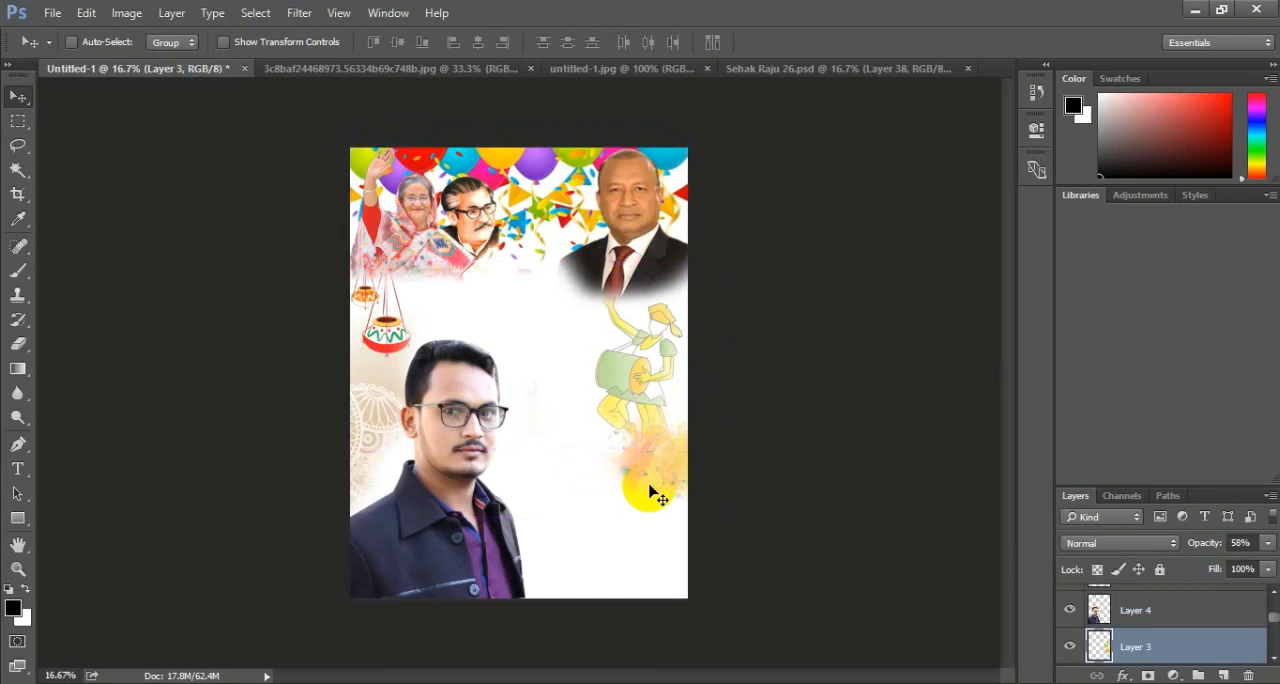 Ps File Edit Image Layer Type Select Filter View Window Help
Auto-Select: Group Show Transform Controls Essentials
Untitled-1 @ 16.7% (Layer 3, RGB/8) * × 3c8baf24468973.56334b69c748b.jpg @ 33.3% (RGB... × untitled-1.jpg @ 100% (RGB... × Sehak Raju 26.psd @ 16.7% (Layer 38, RGB/8... ×
Color Swatches
Libraries Adjustments Styles
Layers Channels Paths
Kind
Normal Opacity: 58%
Lock: Fill: 100%
Layer 4
Layer 3
16.67% Doc: 17.8M/62.4M